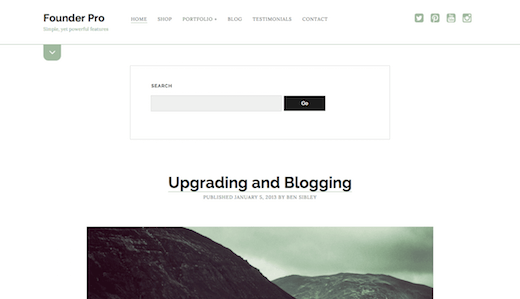 Founder Pro
Simple, yet powerful features
HOME SHOP PORTFOLIO BLOG TESTIMONIALS CONTACT
SEARCH
Go
Upgrading and Blogging
PUBLISHED JANUARY 5, 2015 BY BEN SIBLEY